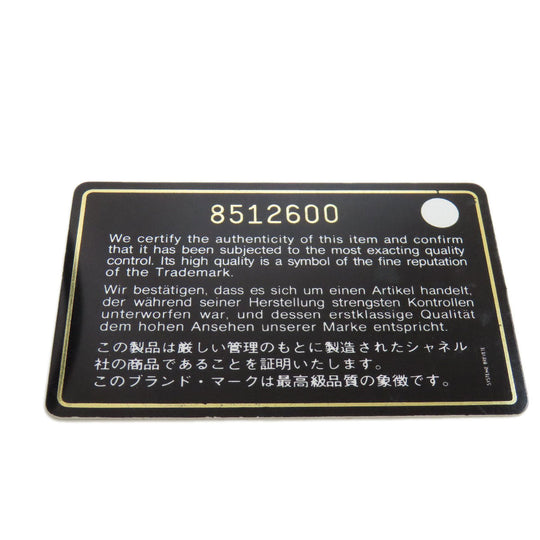 8512600
We certify the authenticity of this item and confirm
that it has been subjected to the most exacting quality
control. Its high quality is a symbol of the fine reputation
of the Trademark.
Wir bestätigen, dass es sich um einen Artikel handelt,
der während seiner Herstellung strengsten Kontrollen
unterworfen war, und dessen erstklassige Qualität
dem hohen Ansehen unserer Marke entspricht.
この製品は厳しい管理のもとに製造されたシャネル
社の商品であることを証明いたします。
このブランド・マークは最高級品質の象徴です。
SYSTEME BREVETE